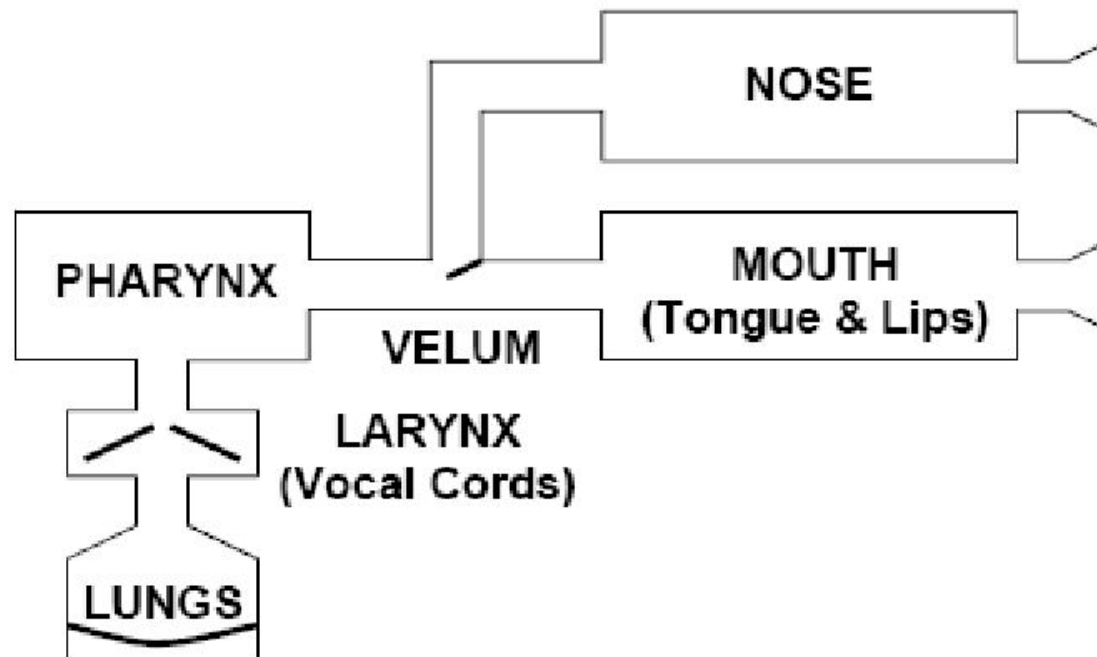 NOSE
PHARYNX
MOUTH
(Tongue & Lips)
VELUM
LARYNX
(Vocal Cords)
LUNGS